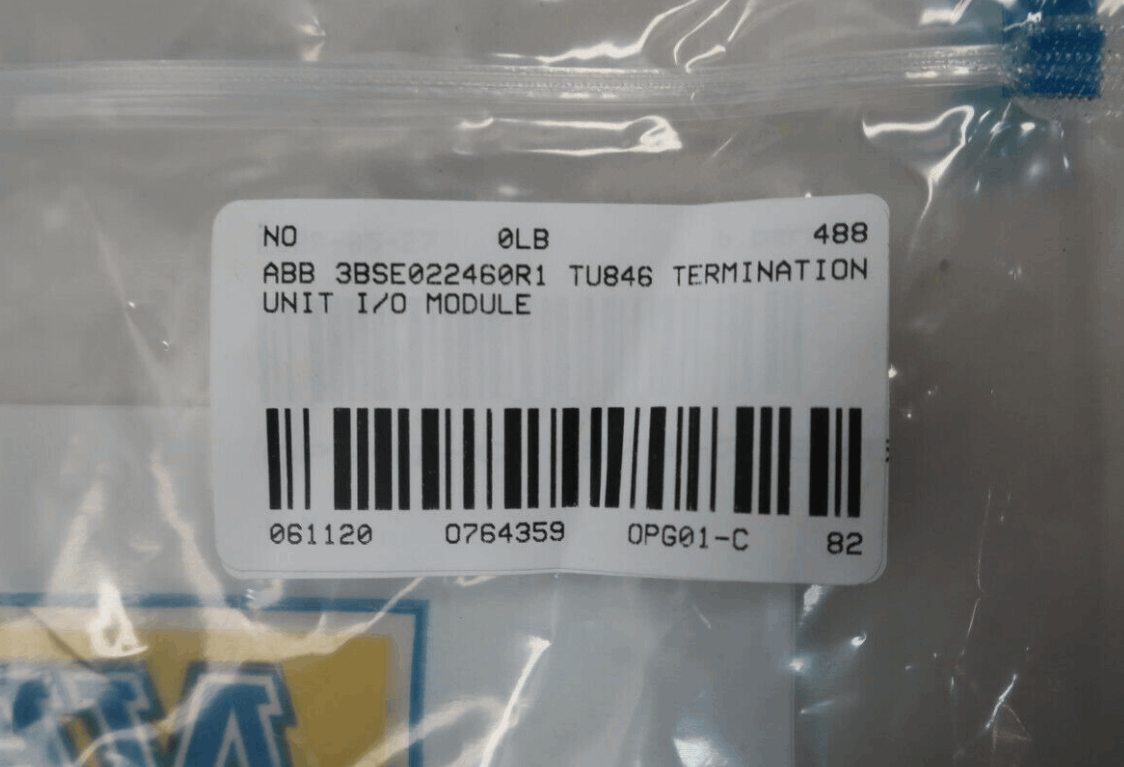 NO 0LB 488
ABB 3BSE022460R1 TU846 TERMINATION
UNIT I/O MODULE
061120 0764359 OPG01-C 82